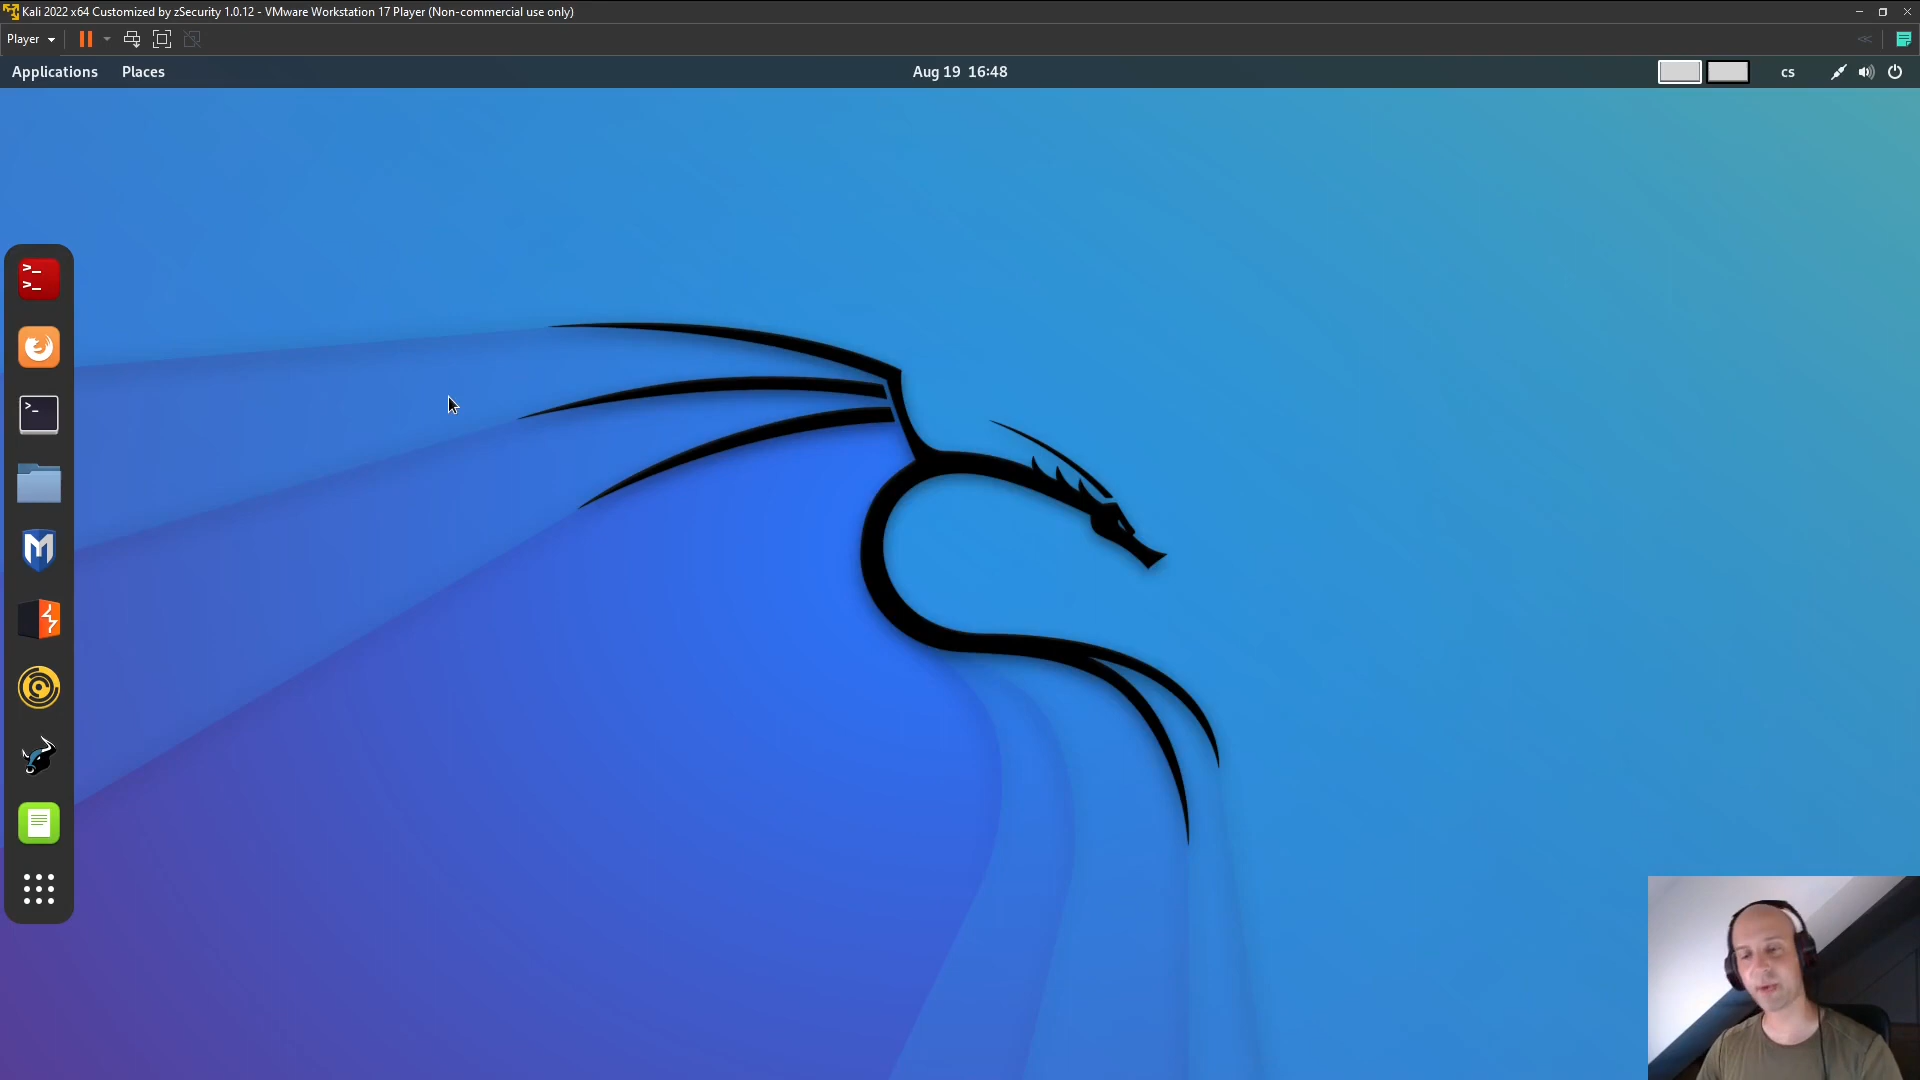 Kali 2022 x64 Customized by zSecurity 1.0.12 - VMware Workstation 17 Player (Non-commercial use only)
Player
Applications Places Aug 19 16:48 cs
>_
>_
>_